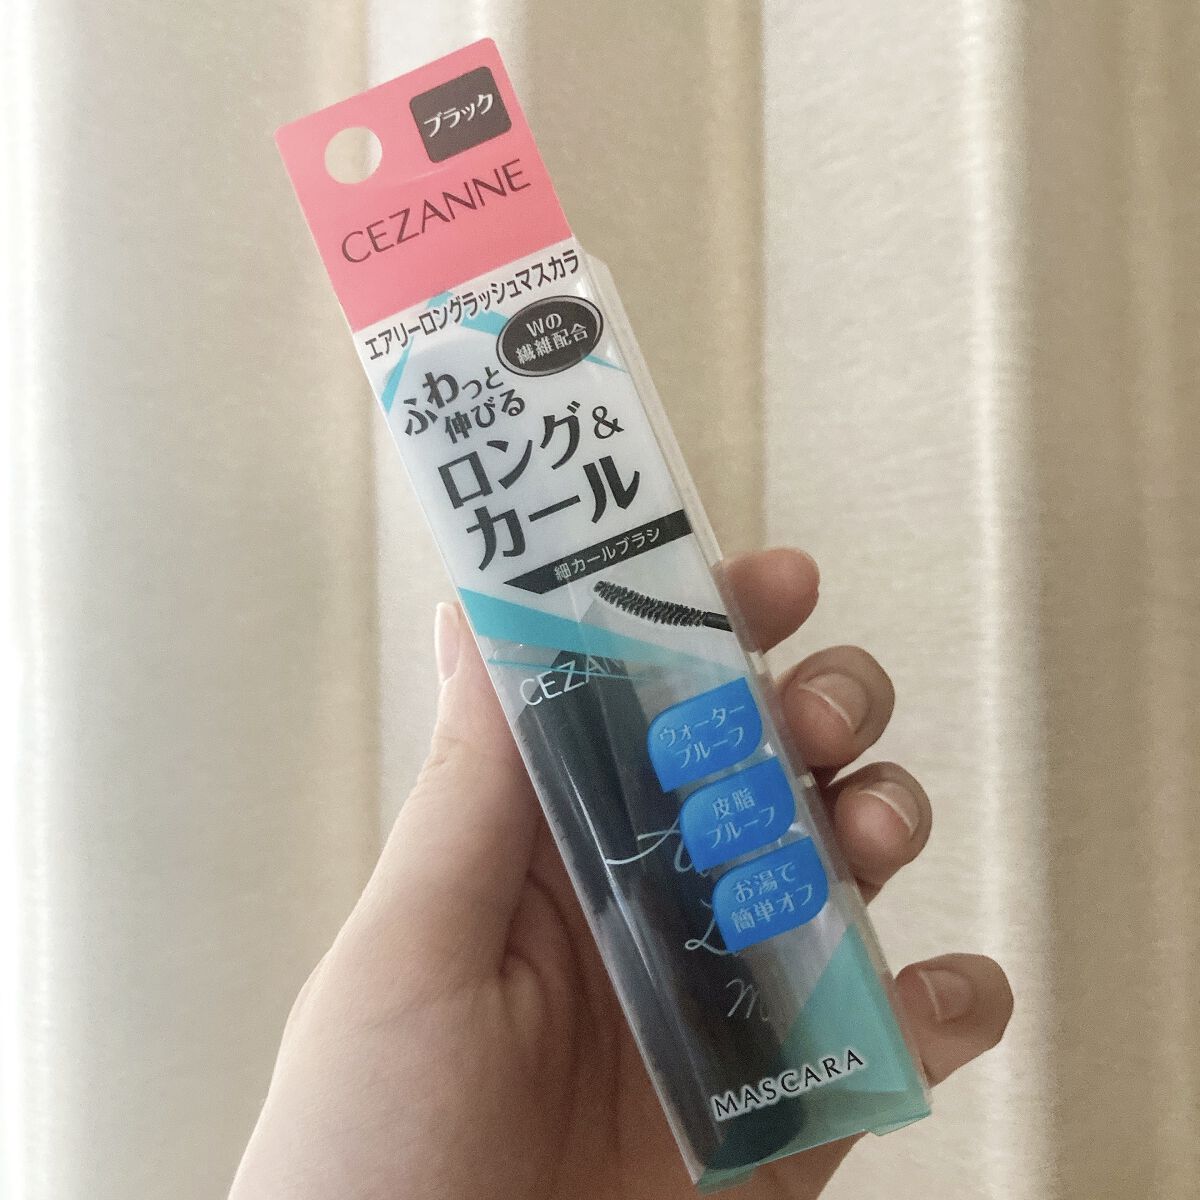 ブラック
CEZANNE
エアリーロングラッシュマスカラ
Wの
繊維配合
ふわっと
伸びる
ロング&
カール
細カールブラシ
CEZAN
ウォーター
プルーフ
皮脂
プルーフ
お湯で
簡単オフ
MASCARA